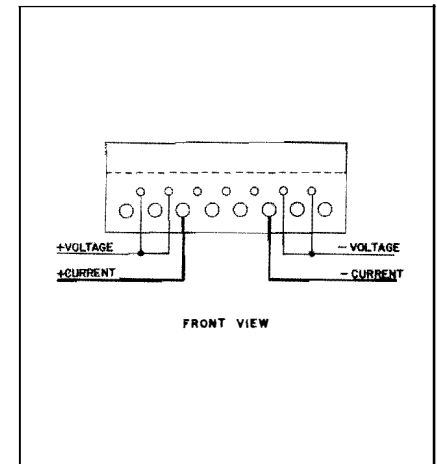 +VOLTAGE
- VOLTAGE
+CURRENT
- CURRENT
FRONT VIEW